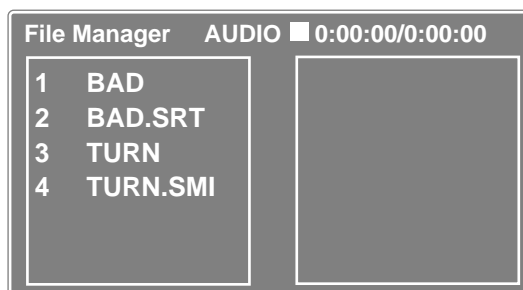 File Manager AUDIO 0:00:00/0:00:00
1 BAD
2 BAD.SRT
3 TURN
4 TURN.SMI